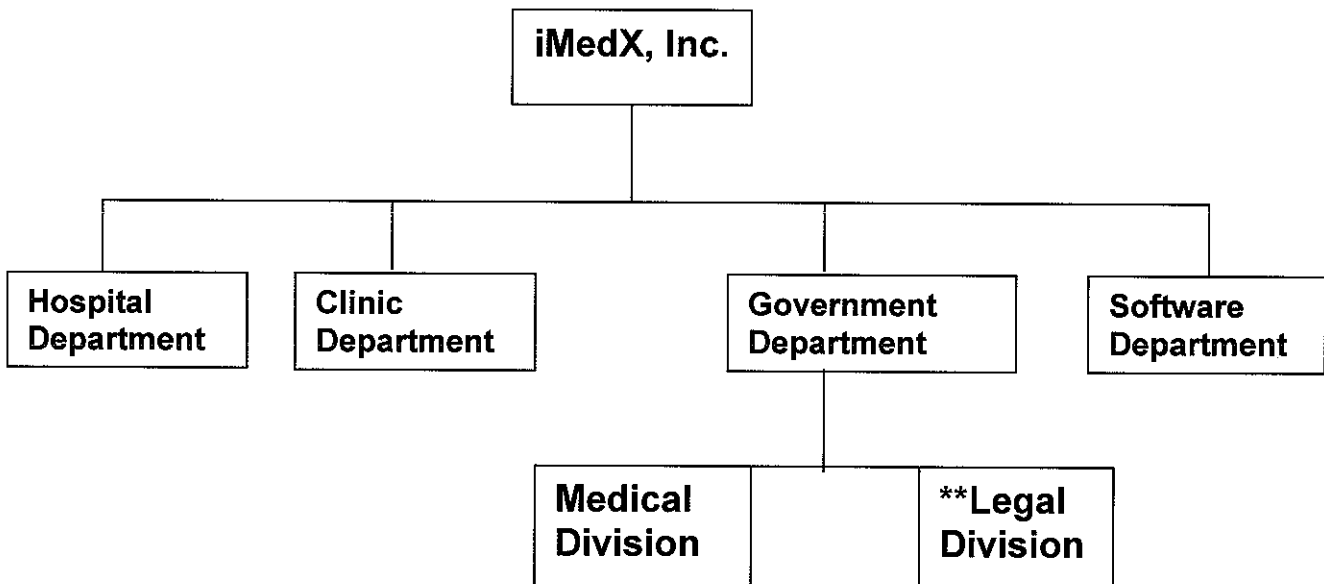 iMedX, Inc.
Hospital
Department
Clinic
Department
Government
Department
Software
Department
Medical
Division
**Legal
Division